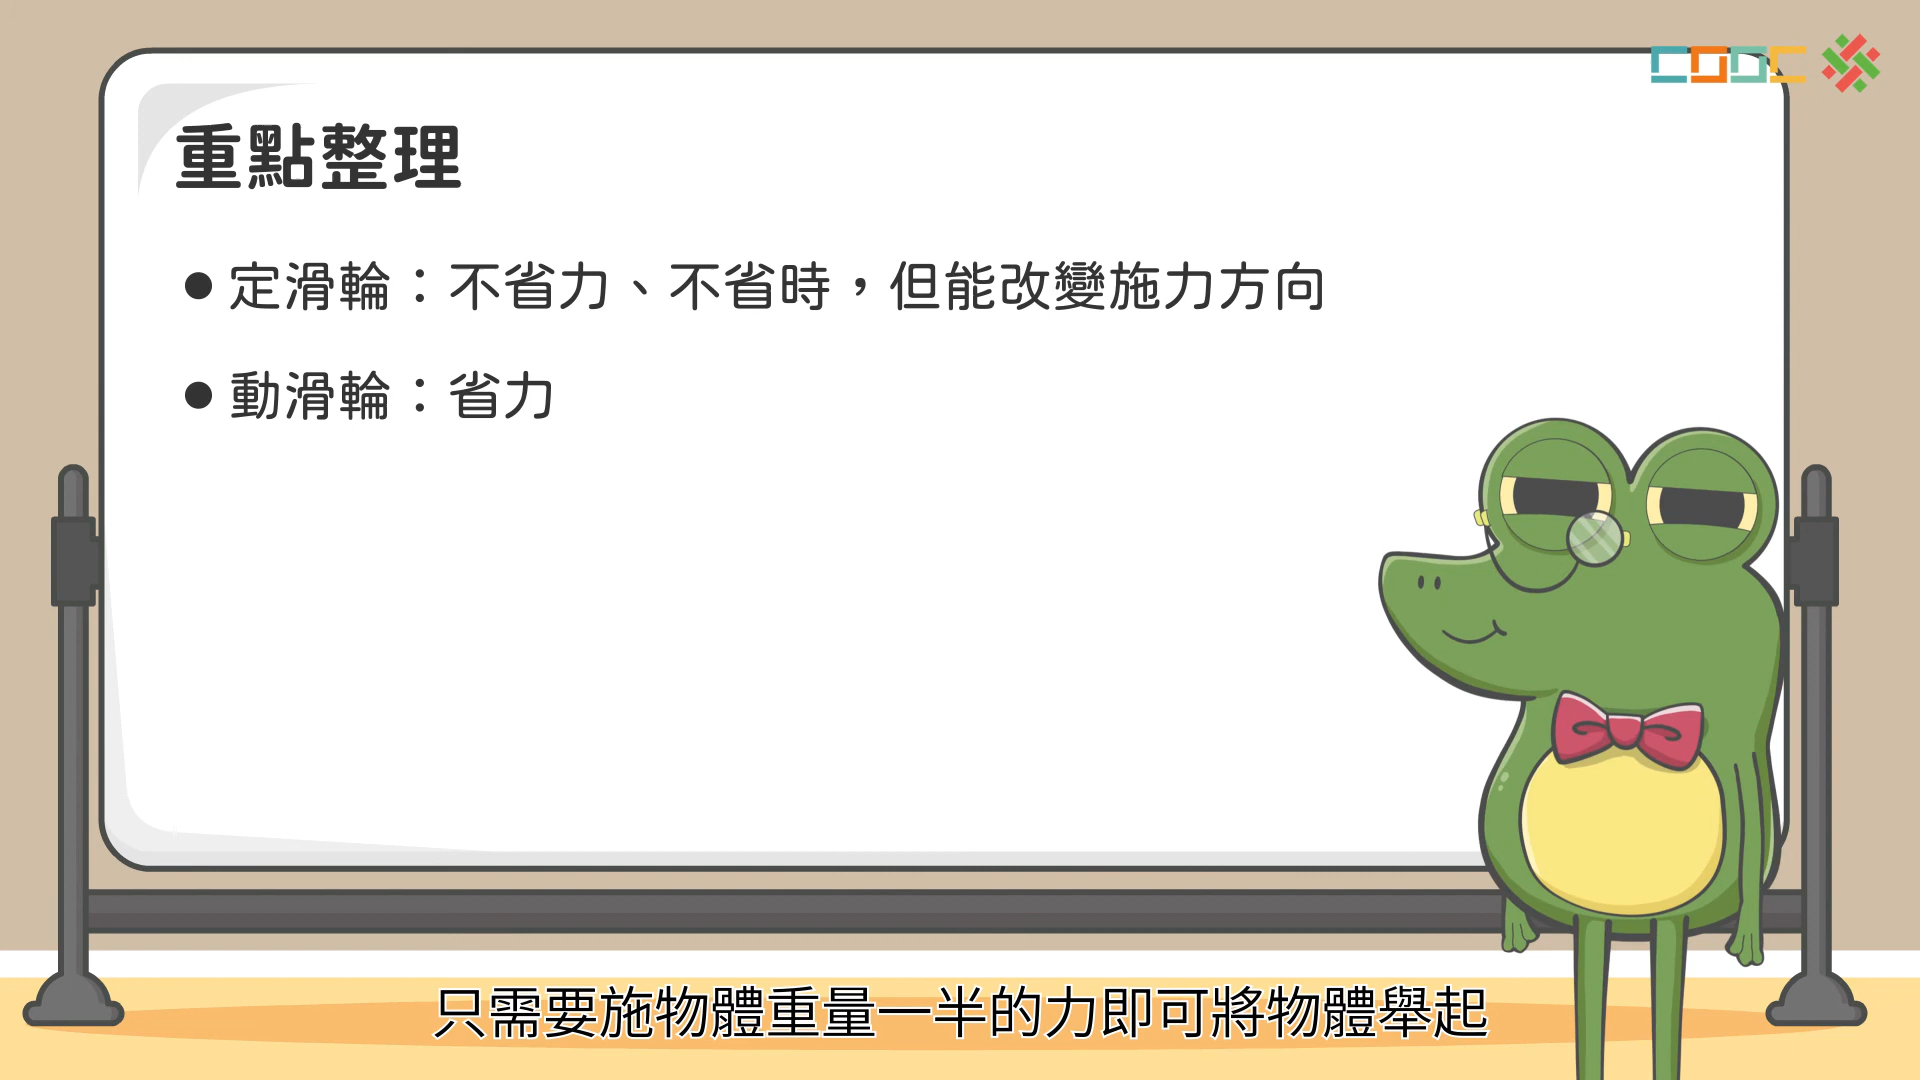 COOC
重點整理
●定滑輪：不省力、不省時，但能改變施力方向
●動滑輪：省力
只需要施物體重量一半的力即可將物體舉起